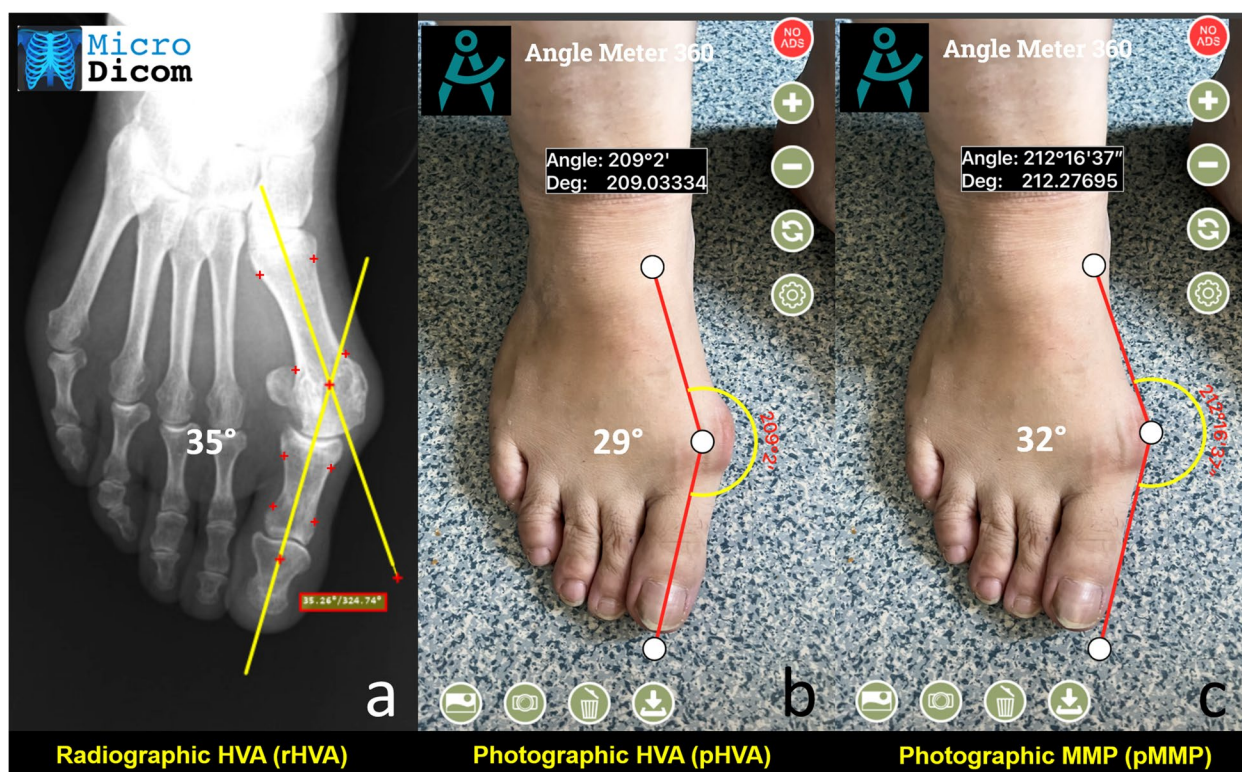 Micro
Dicom
35°
35.26°/324.74°
a
Radiographic HVA (rHVA)
Angle Meter 360
NO
ADS
Angle: 209°2'
Deg: 209.03334
209°2'
29°
b
Photographic HVA (pHVA)
Angle Meter 360
NO
ADS
Angle: 212°16'37"
Deg: 212.27695
212°16'37"
32°
c
Photographic MMP (pMMP)